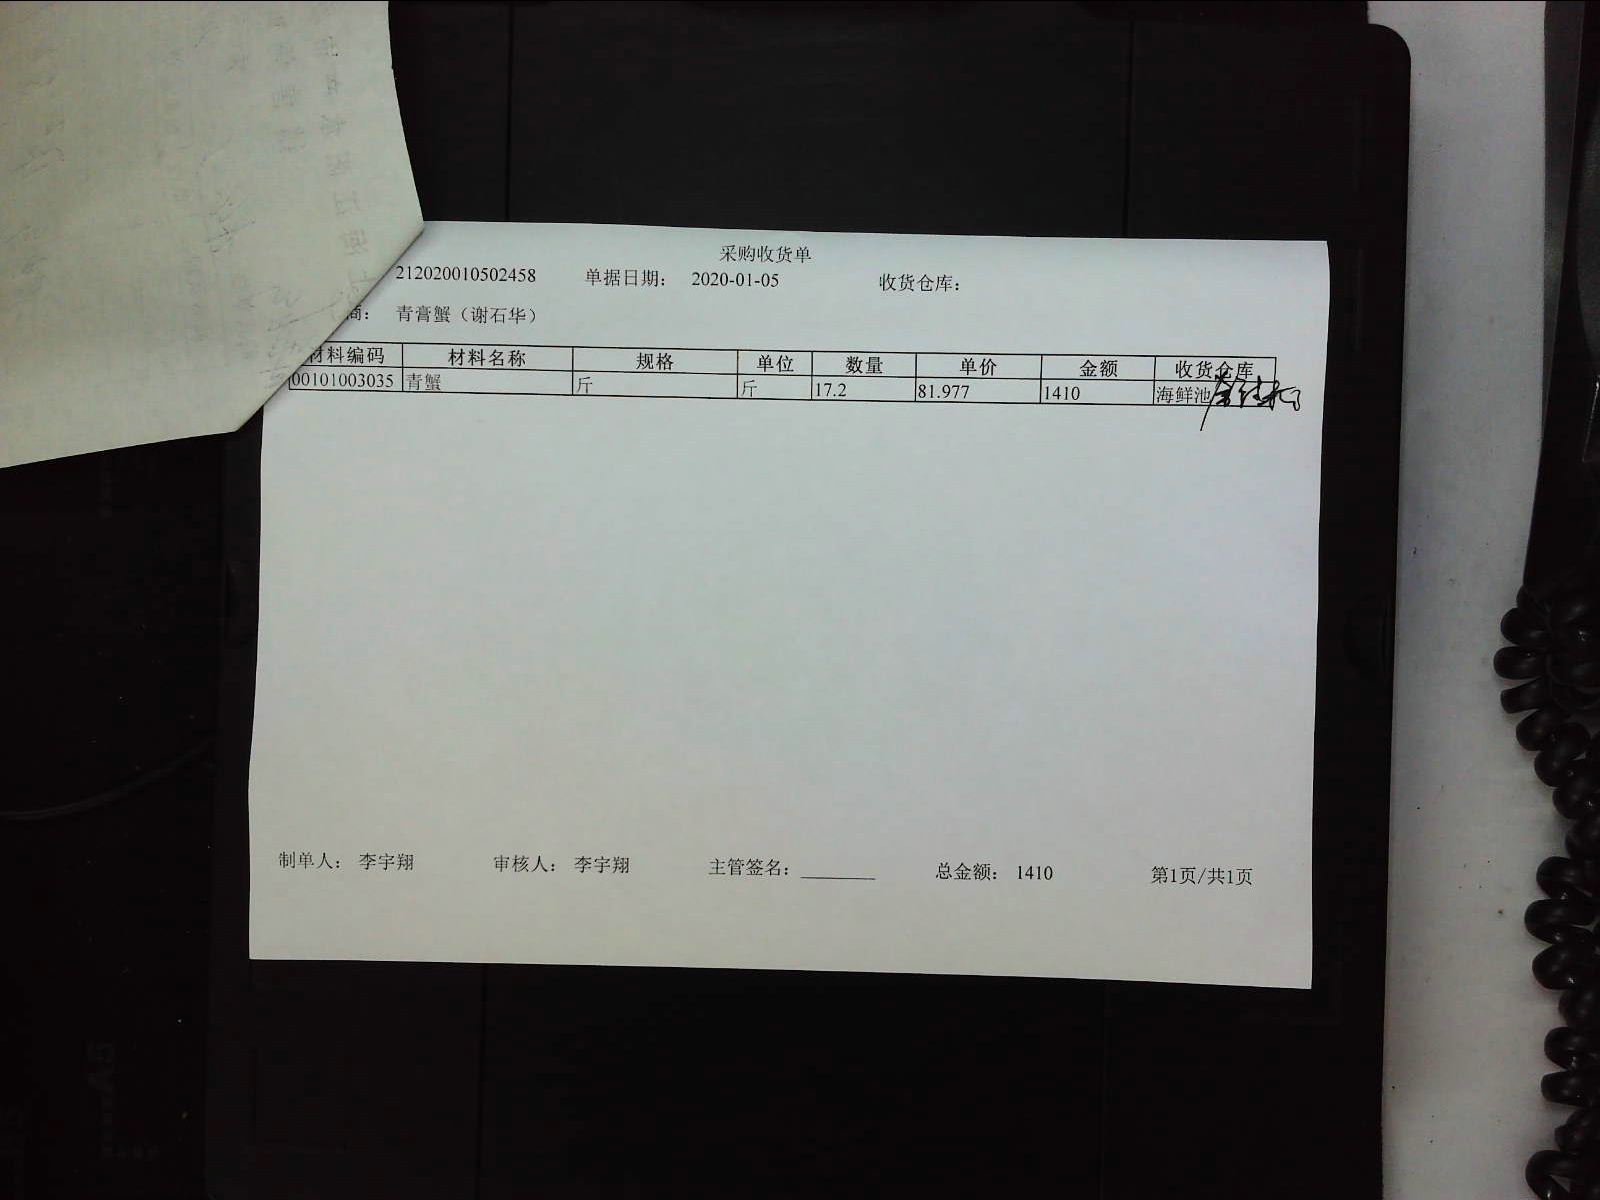 采购收货单
212020010502458 单据日期： 2020-01-05 收货仓库：
商： 青膏蟹（谢石华）
材料编码 材料名称 规格 单位 数量 单价 金额 收货仓库
00101003035 青蟹 斤 斤 17.2 81.977 1410 海鲜池
制单人： 李宇翔 审核人： 李宇翔 主管签名： 总金额： 1410 第1页/共1页